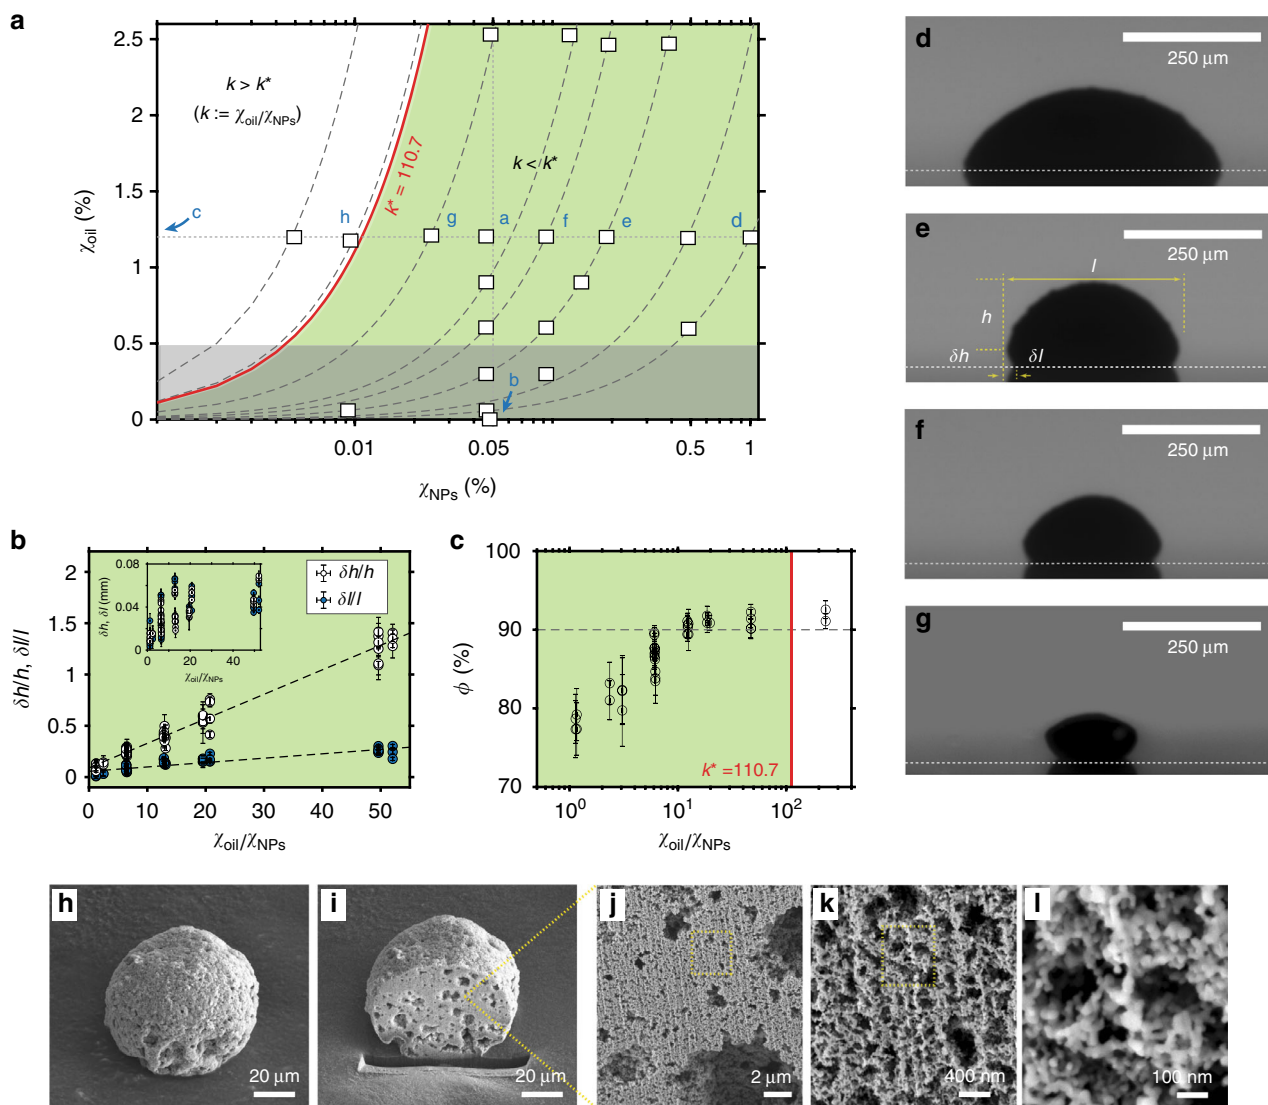 a
2.5
2
1.5
1
0.5
0
χoil (%)
k > k*
(k := χoil/χNPs)
k* = 110.7
k < k*
c
h
g
a
f
e
d
b
0.01
0.05
0.1
0.5
1
χNPs (%)
b
2
1.5
1
0.5
0
δh/h, δl/l
0.08
0.04
0
δh, δl (mm)
0
20
40
χoil/χNPs
δh/h
δl/l
0
10
20
30
40
50
χoil/χNPs
c
100
90
80
70
ϕ (%)
k* =110.7
10⁰
10¹
10²
χoil/χNPs
d
250 μm
e
250 μm
l
h
δh
δl
f
250 μm
g
250 μm
h
20 μm
i
20 μm
j
2 μm
k
400 nm
l
100 nm